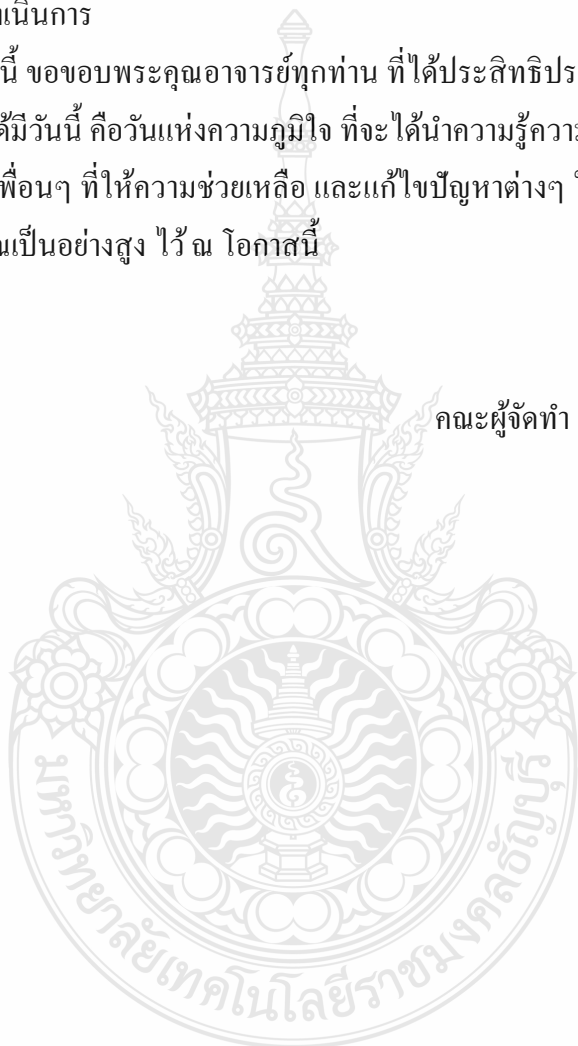 เนินการ
นี้ ขอขอบพระคุณอาจารย์ทุกท่าน ที่ได้ประสิทธิประ
ด้มีวันนี้ คือวันแห่งความภูมิใจ ที่จะได้นำความรู้ความ
พื่อนๆ ที่ให้ความช่วยเหลือ และแก้ไขปัญหาต่างๆ
เป็นอย่างสูง ไว้ ณ โอกาสนี้
คณะผู้จัดทำ
มหาวิทยาลัยเทคโนโลยีราชมงคลธัญบุรี